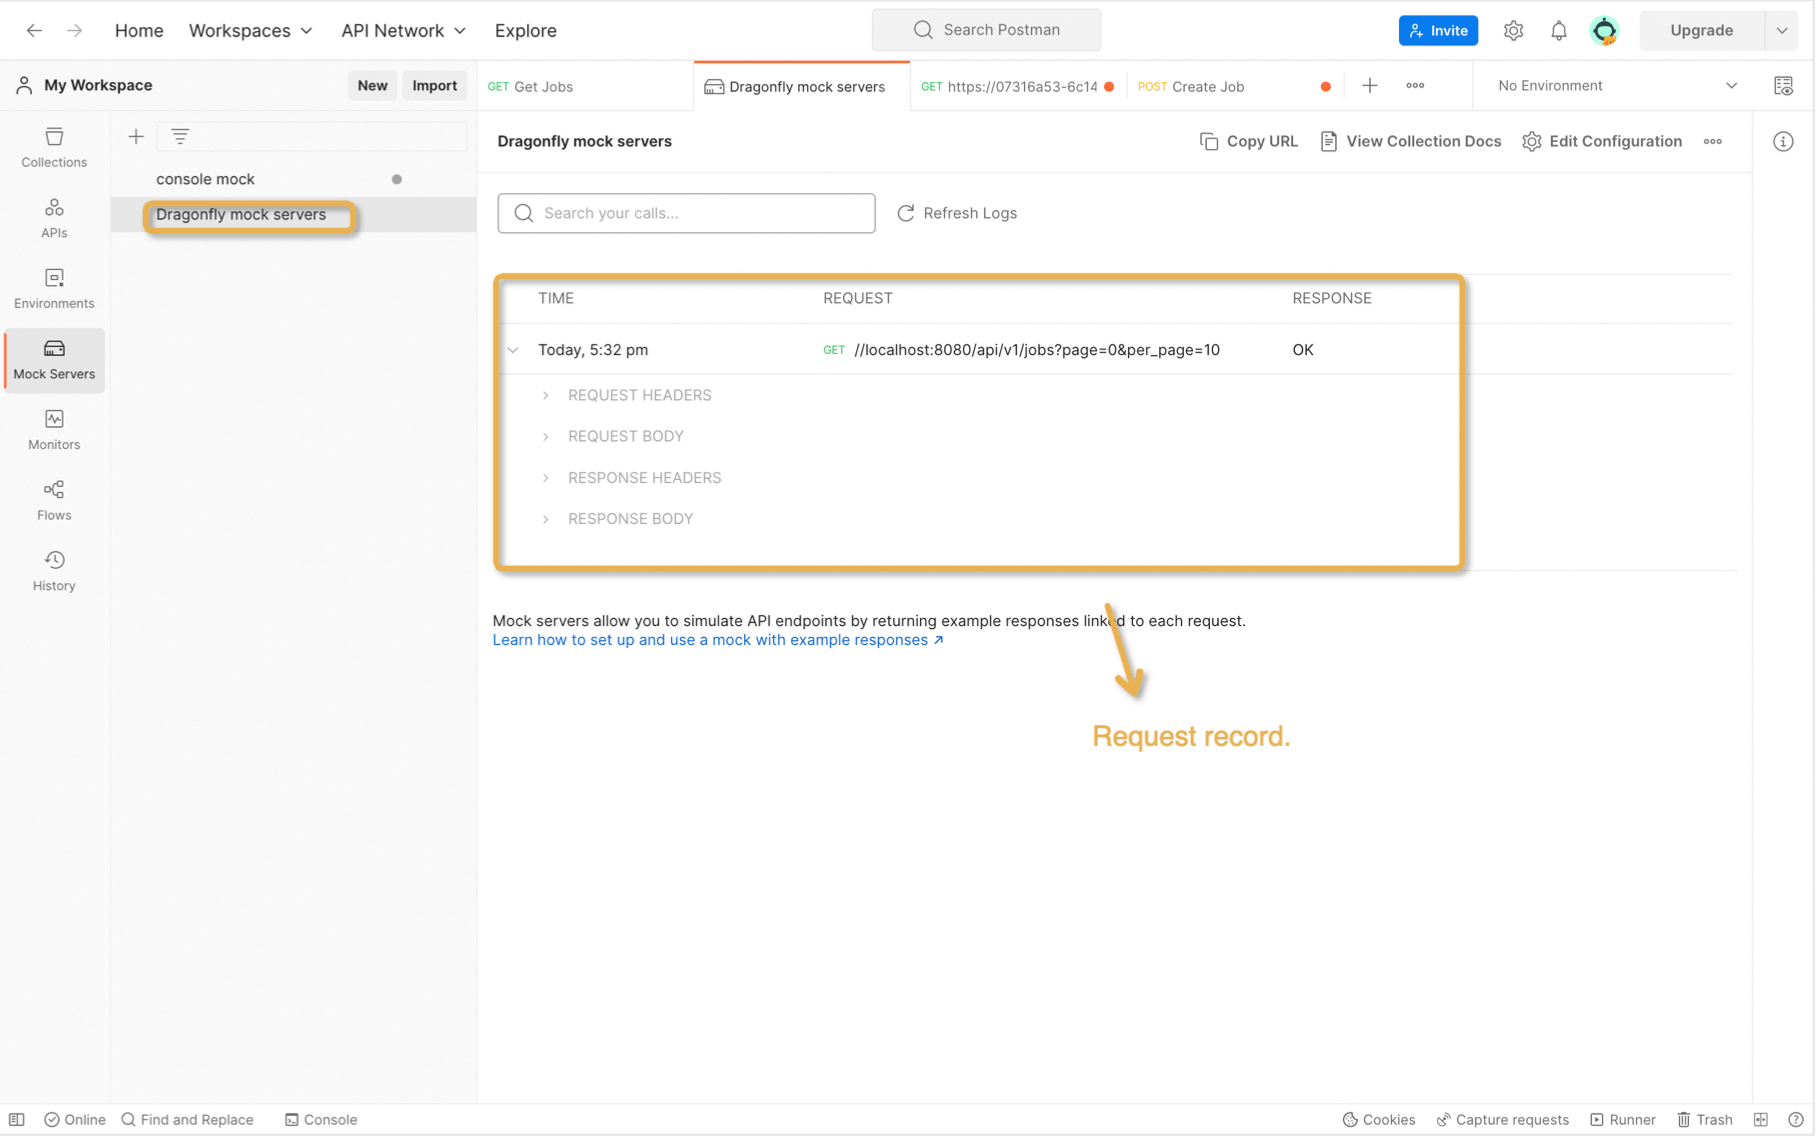 Home Workspaces API Network Explore Search Postman Invite Upgrade
My Workspace New Import GET Get Jobs Dragonfly mock servers GET https://07316a53-6c14 POST Create Job No Environment
Collections
APIs
Environments
Mock Servers
Monitors
Flows
History
console mock
Dragonfly mock servers
Dragonfly mock servers Copy URL View Collection Docs Edit Configuration
Search your calls... Refresh Logs
TIME REQUEST RESPONSE
Today, 5:32 pm GET //localhost:8080/api/v1/jobs?page=0&per_page=10 OK
REQUEST HEADERS
REQUEST BODY
RESPONSE HEADERS
RESPONSE BODY
Mock servers allow you to simulate API endpoints by returning example responses linked to each request.
Learn how to set up and use a mock with example responses ↗
Request record.
Online Find and Replace Console Cookies Capture requests Runner Trash